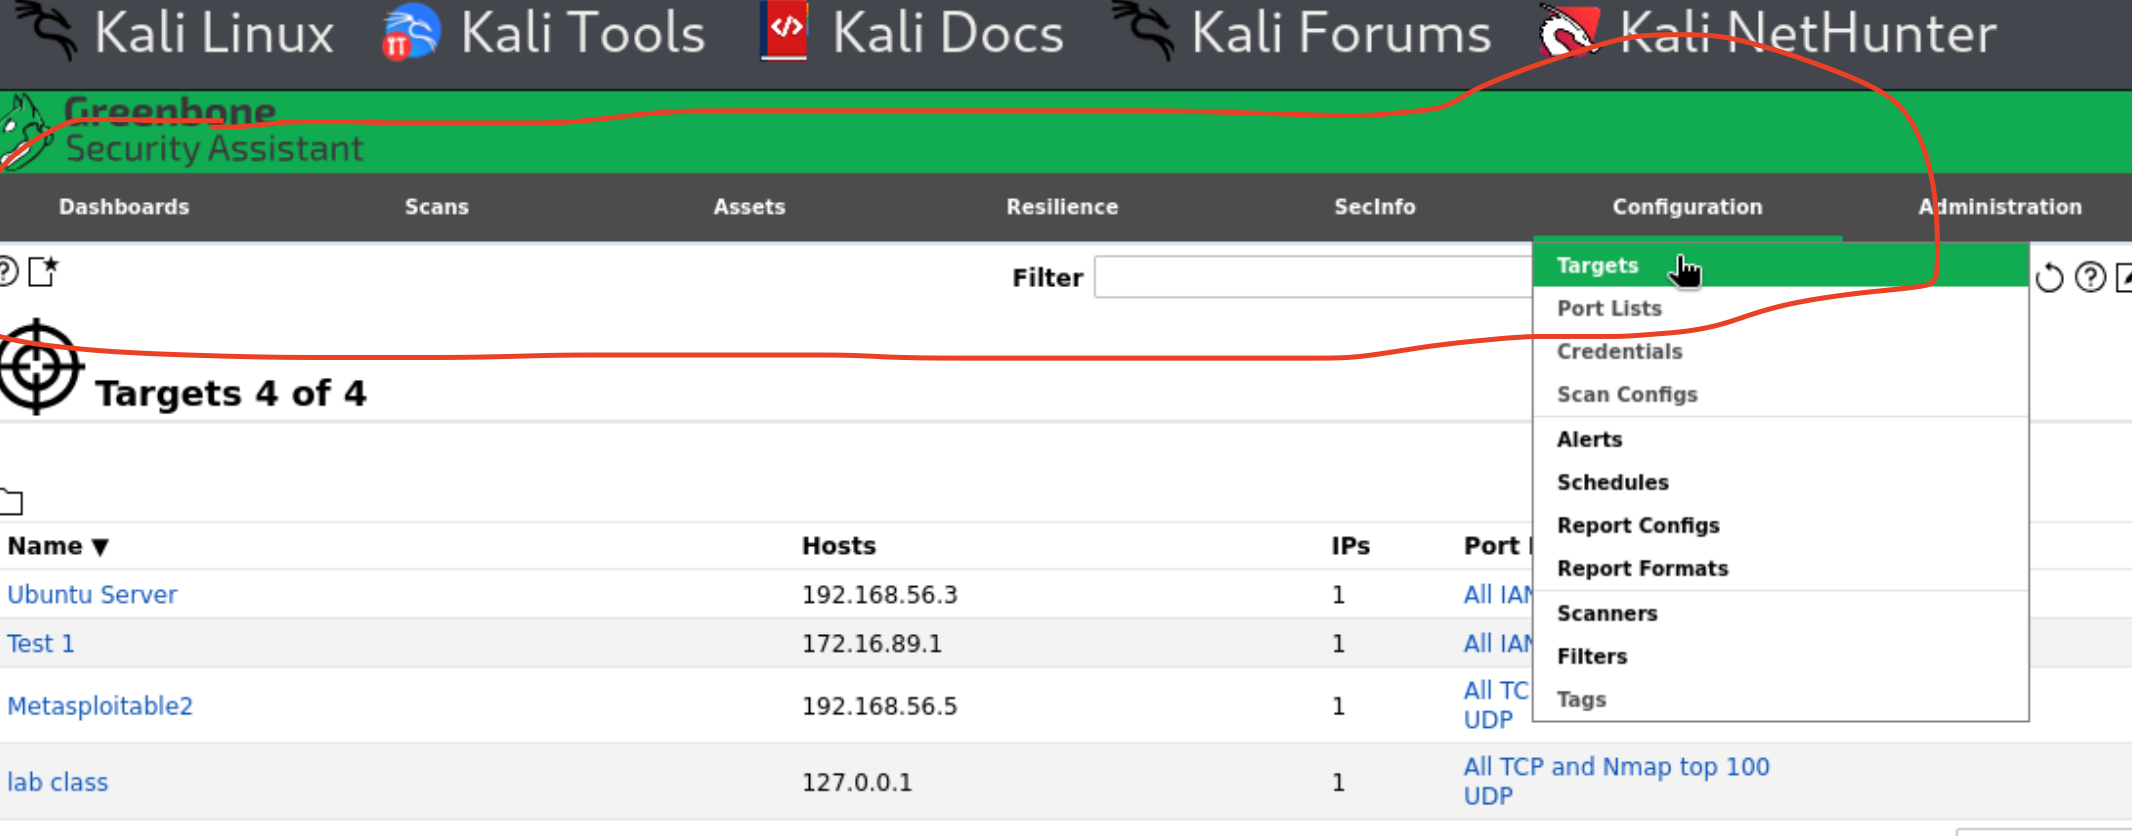 Kali Linux Kali Tools Kali Docs Kali Forums Kali NetHunter
Greenbone
Security Assistant
Dashboards Scans Assets Resilience SecInfo Configuration Administration
Filter
Targets
Port Lists
Credentials
Scan Configs
Alerts
Schedules
Report Configs
Report Formats
Scanners
Filters
Tags
Targets 4 of 4
Name ▼ Hosts IPs Port
Ubuntu Server 192.168.56.3 1 All IAN
Test 1 172.16.89.1 1 All IAN
Metasploitable2 192.168.56.5 1 All TC
UDP
lab class 127.0.0.1 1 All TCP and Nmap top 100
UDP